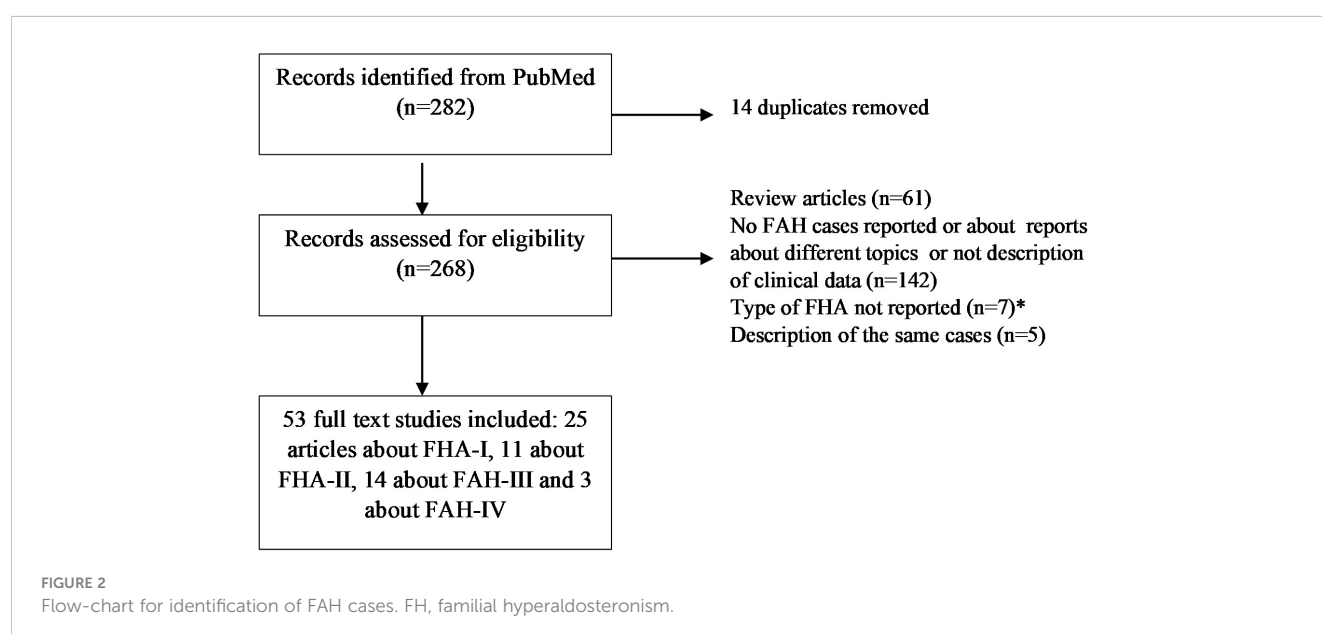 Records identified from PubMed
(n=282)
14 duplicates removed
Records assessed for eligibility
(n=268)
Review articles (n=61)
No FAH cases reported or about reports
about different topics or not description
of clinical data (n=142)
Type of FHA not reported (n=7)*
Description of the same cases (n=5)
53 full text studies included: 25
articles about FHA-I, 11 about
FHA-II, 14 about FAH-III and 3
about FAH-IV
FIGURE 2
Flow-chart for identification of FAH cases. FH, familial hyperaldosteronism.